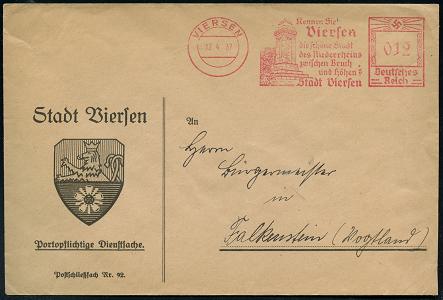 VIERSEN
12.4.37
Kennen Sie
Viersen
die schöne Stadt
des Niederrheins
zwischen Bruch
und Höhen?
Stadt Viersen
012
Deutsches
Reich
Stadt Viersen
Portopflichtige Dienstsache.
Postschließfach Nr. 92.
An
Herrn
Bürgermeister
in
Falkenstein (Vogtland)